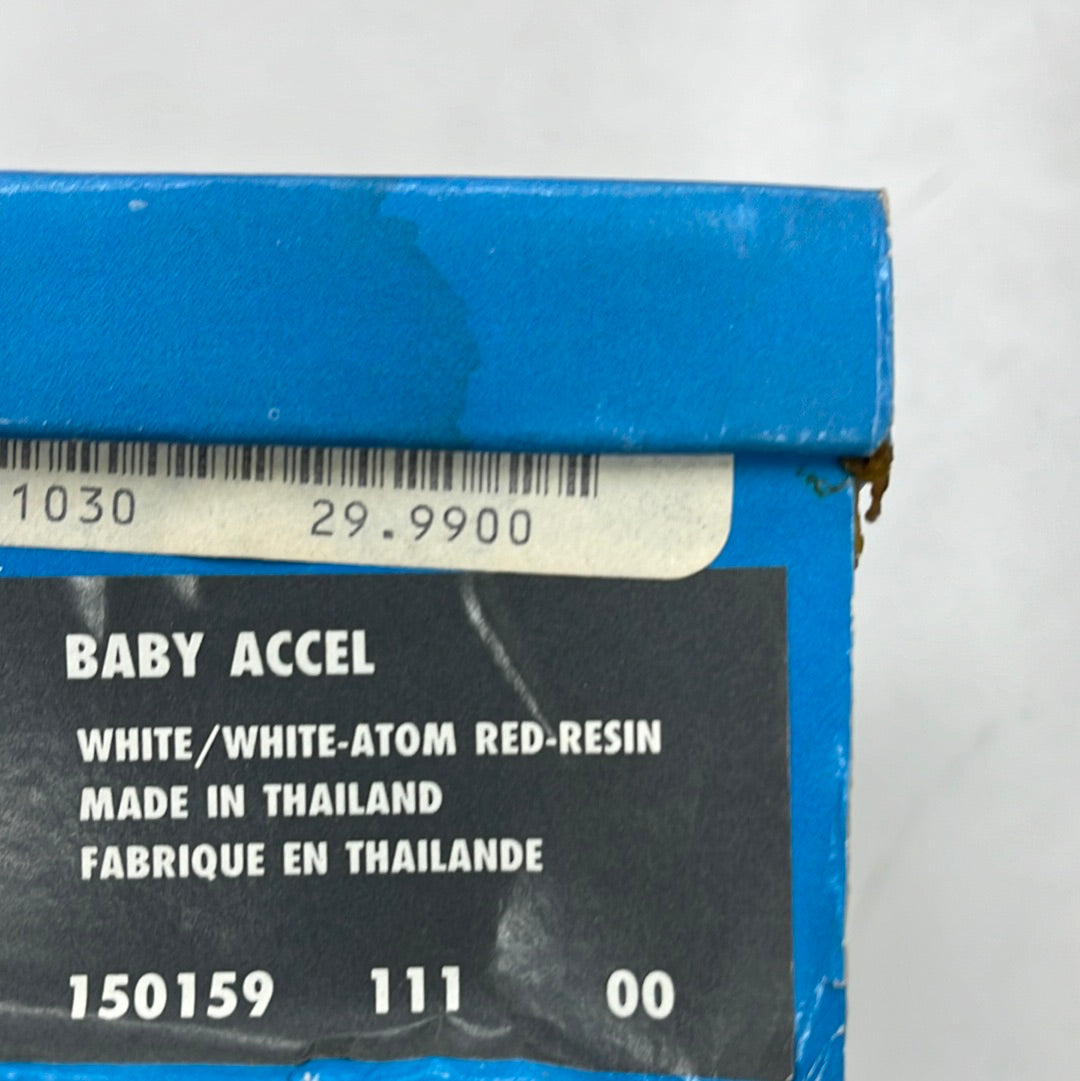 1030 29.9900
BABY ACCEL
WHITE/WHITE-ATOM RED-RESIN
MADE IN THAILAND
FABRIQUE EN THAILANDE
150159 111 00